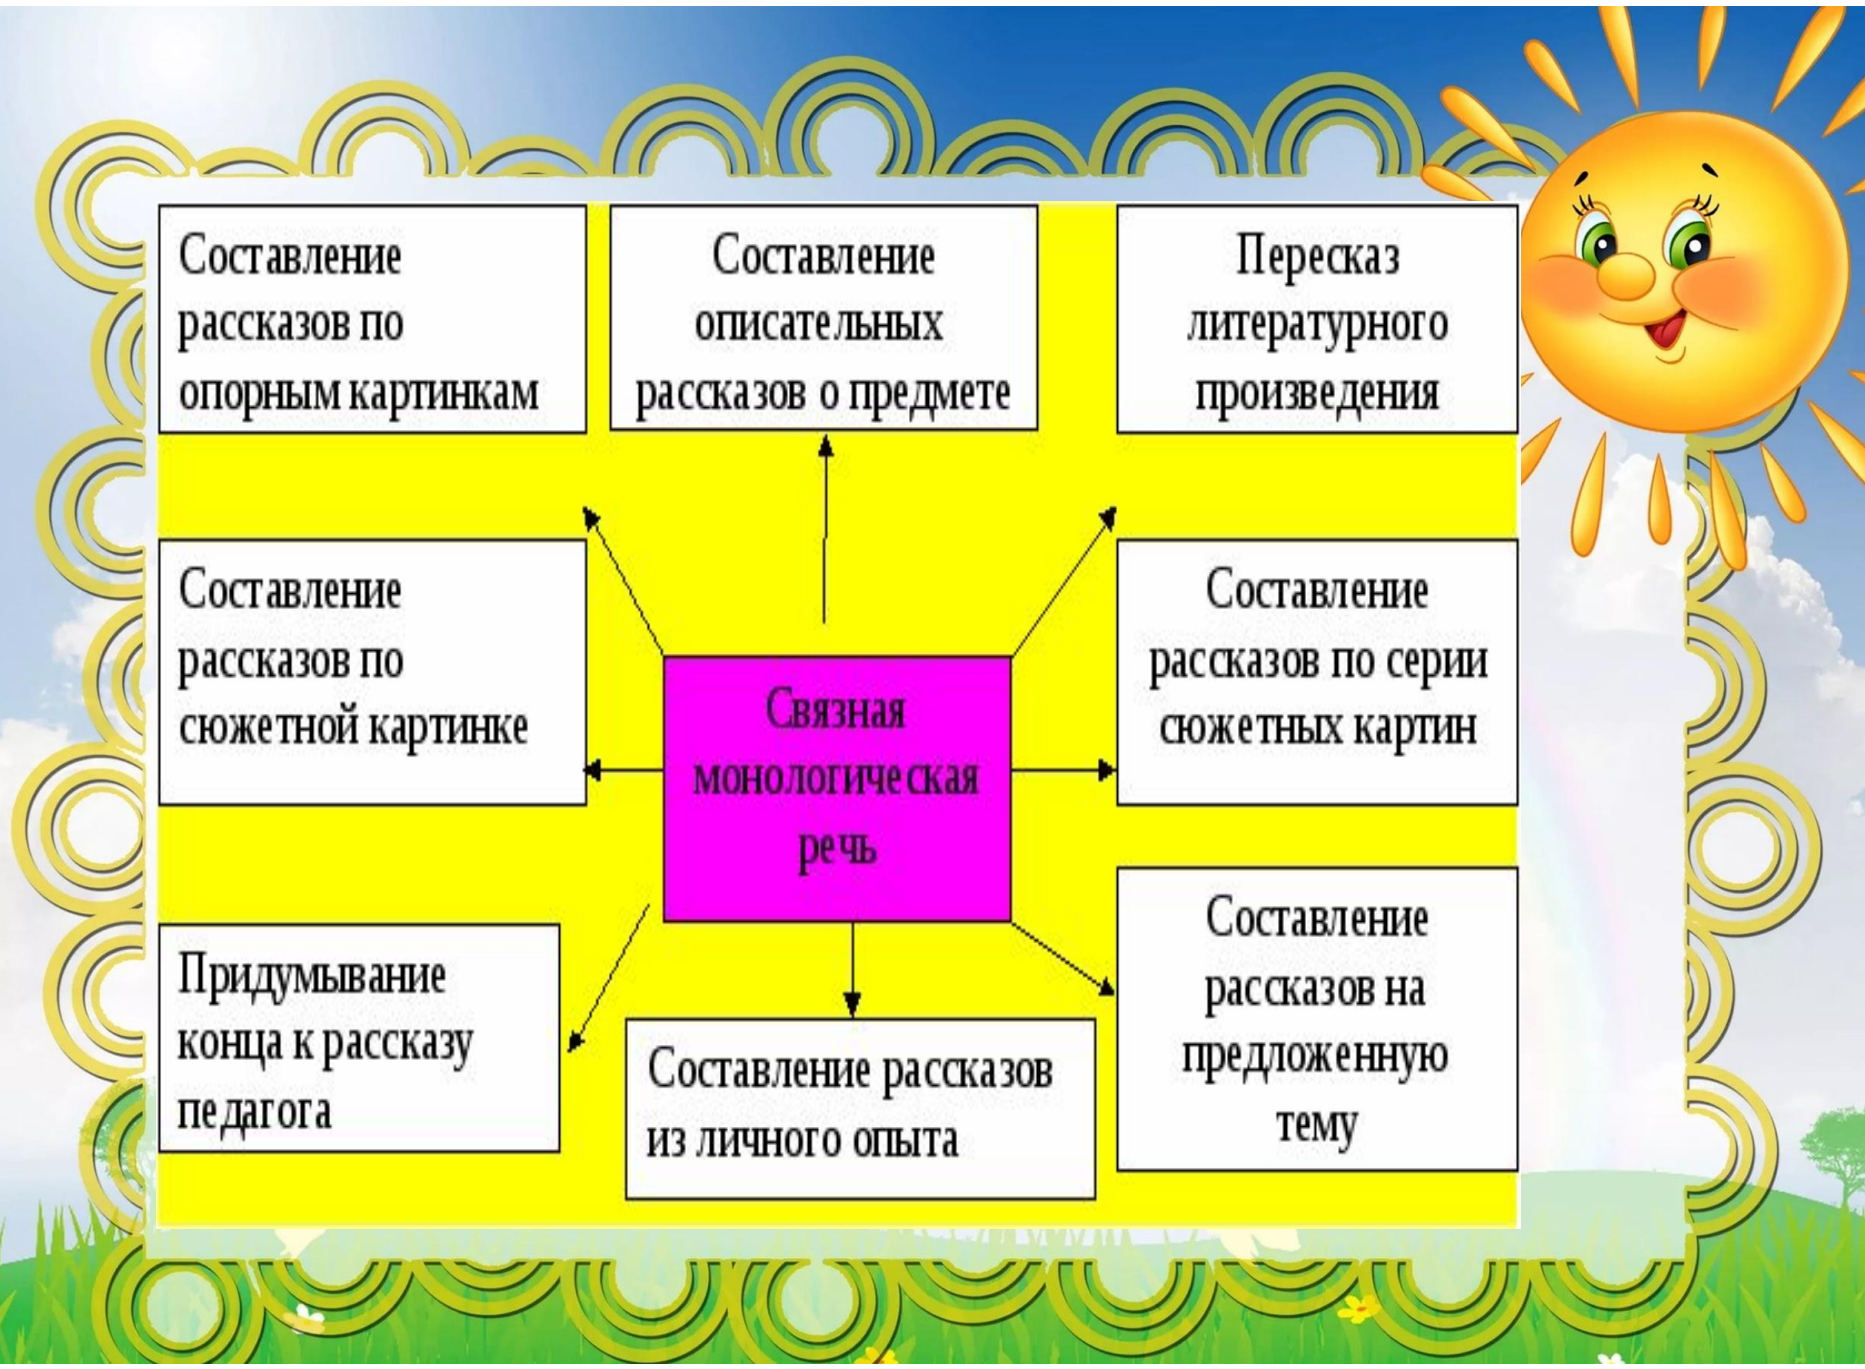 Составление
рассказов по
опорным картинкам
Составление
описательных
рассказов о предмете
Пересказ
литературного
произведения
Составление
рассказов по
сюжетной картинке
Связная
монологическая
речь
Составление
рассказов по серии
сюжетных картин
Придумывание
конца к рассказу
педагога
Составление рассказов
из личного опыта
Составление
рассказов на
предложенную
тему